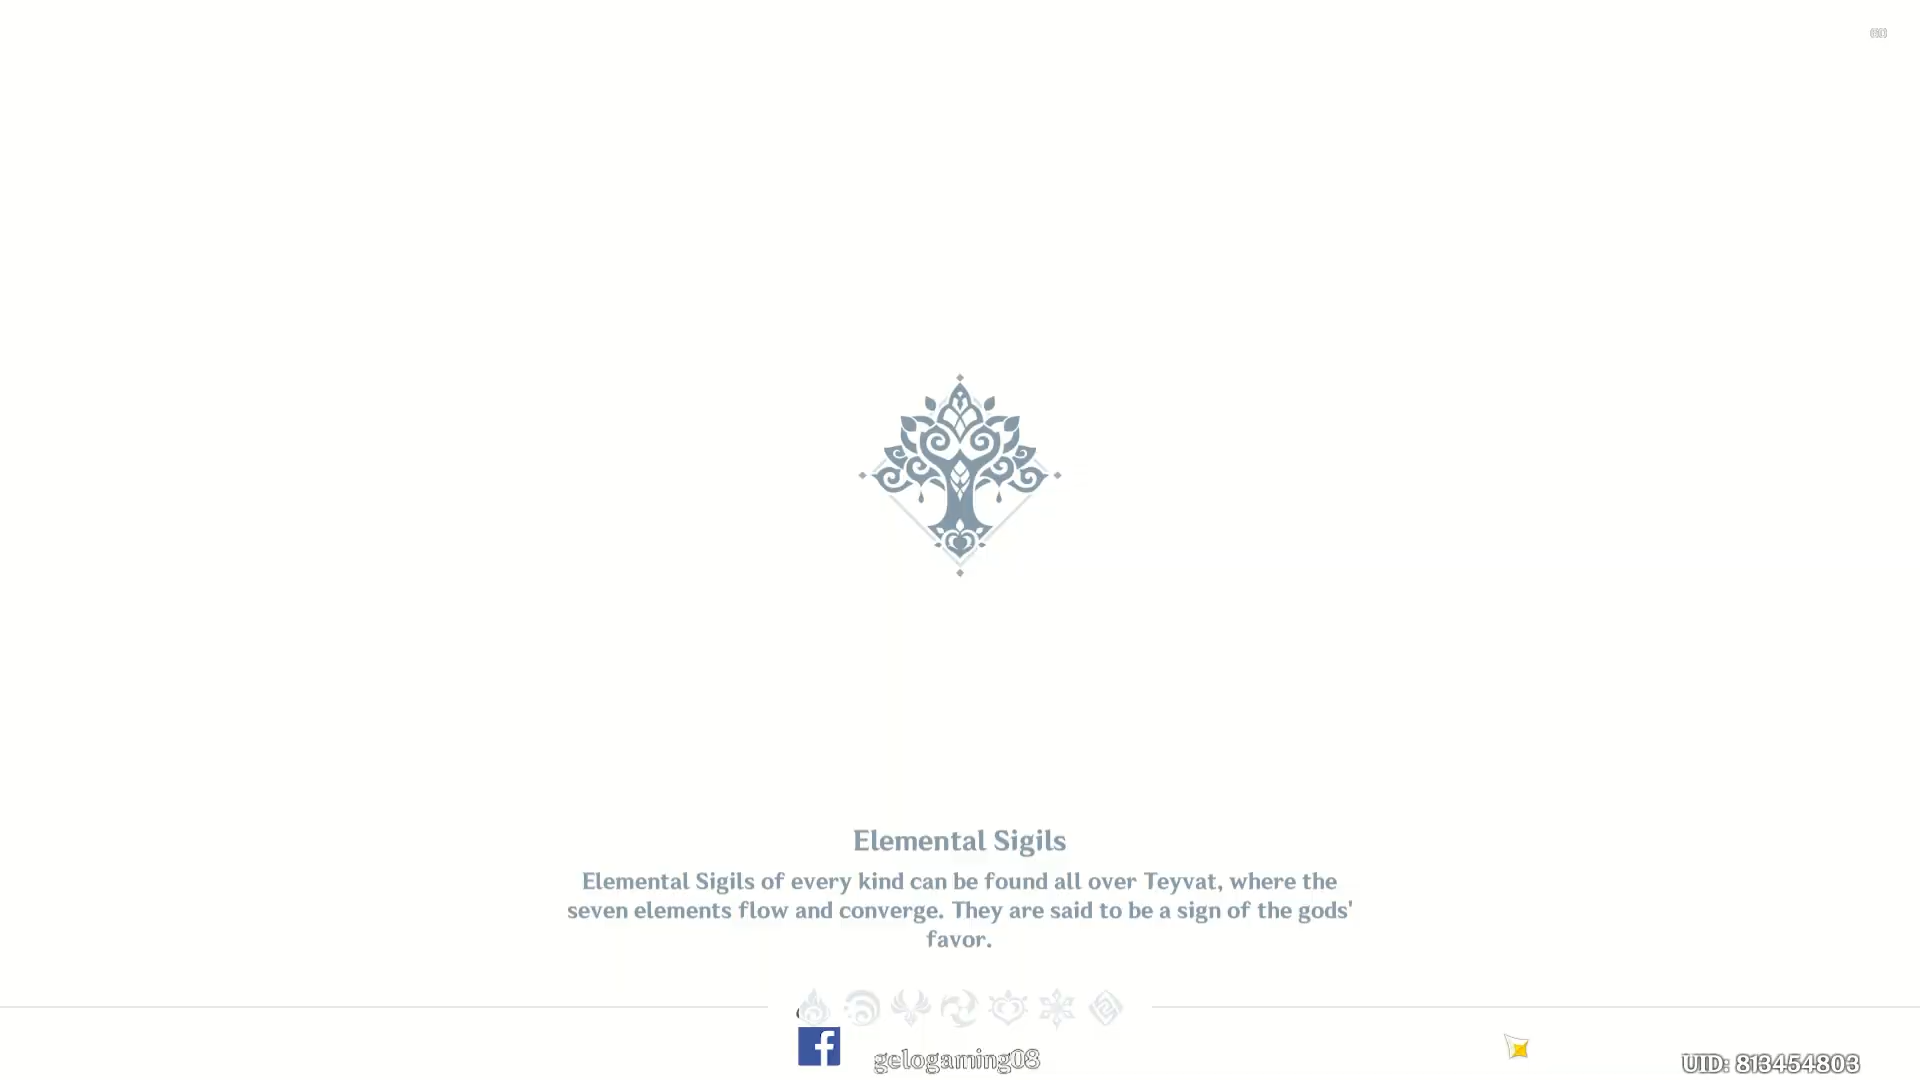 Elemental Sigils
Elemental Sigils of every kind can be found all over Teyvat, where the
seven elements flow and converge. They are said to be a sign of the gods'
favor.
gelogaming08
UID: 813454803